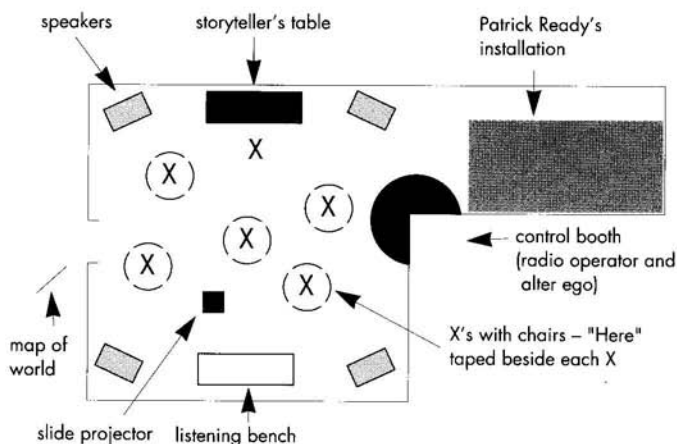 speakers
storyteller's table
Patrick Ready's
installation
X
X
X
X
X
X
control booth
(radio operator and
alter ego)
X's with chairs – "Here"
taped beside each X
map of
world
slide projector
listening bench